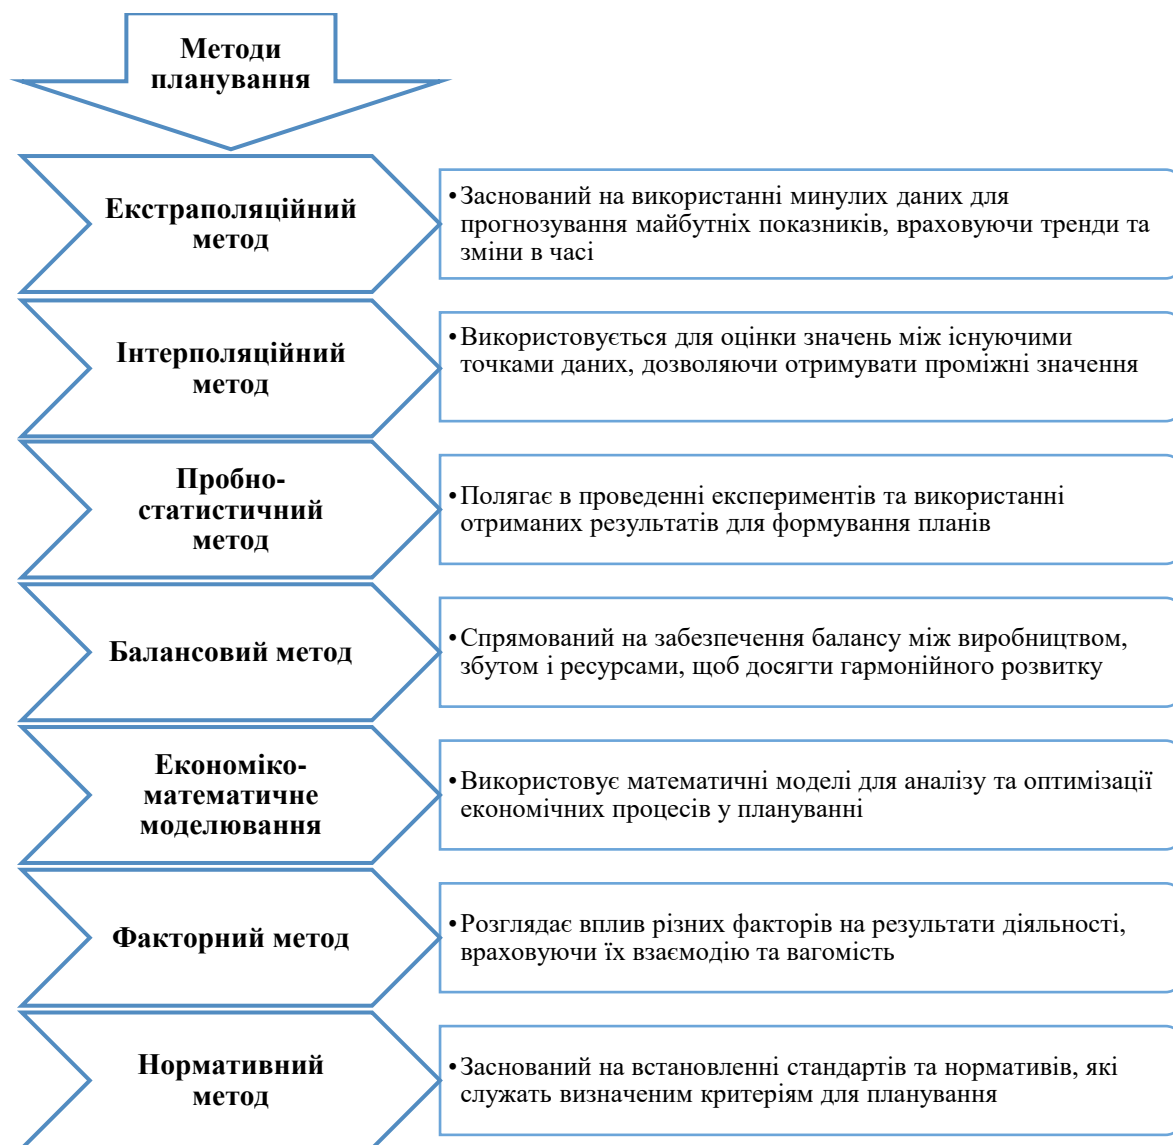 Методи
планування
Екстраполяційний
метод
•Заснований на використанні минулих даних для
прогнозування майбутніх показників, враховуючи тренди та
зміни в часі
Інтерполяційний
метод
•Використовується для оцінки значень між існуючими
точками даних, дозволяючи отримувати проміжні значення
Пробно-
статистичний
метод
•Полягає в проведенні експериментів та використанні
отриманих результатів для формування планів
Балансовий метод
•Спрямований на забезпечення балансу між виробництвом,
збутом і ресурсами, щоб досягти гармонійного розвитку
Економіко-
математичне
моделювання
•Використовує математичні моделі для аналізу та оптимізації
економічних процесів у плануванні
Факторний метод
•Розглядає вплив різних факторів на результати діяльності,
враховуючи їх взаємодію та вагомість
Нормативний
метод
•Заснований на встановленні стандартів та нормативів, які
служать визначеним критеріям для планування